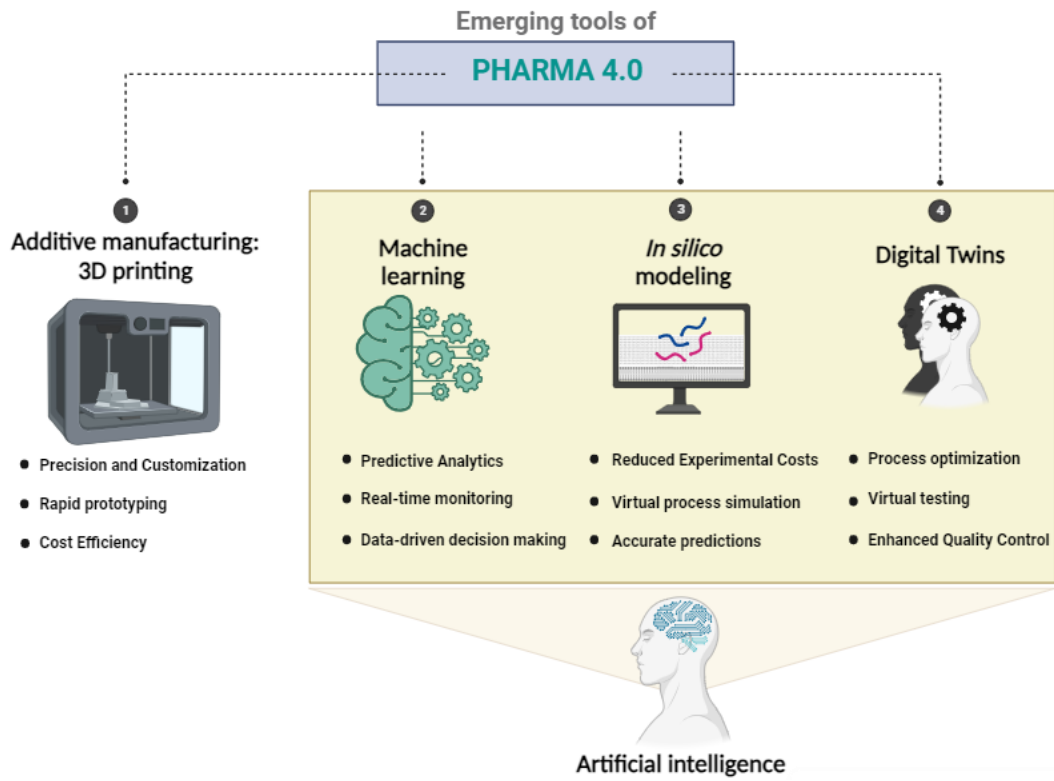 Emerging tools of
PHARMA 4.0
1
Additive manufacturing:
3D printing
Precision and Customization
Rapid prototyping
Cost Efficiency
2
Machine
learning
Predictive Analytics
Real-time monitoring
Data-driven decision making
3
In silico
modeling
Reduced Experimental Costs
Virtual process simulation
Accurate predictions
4
Digital Twins
Process optimization
Virtual testing
Enhanced Quality Control
Artificial intelligence